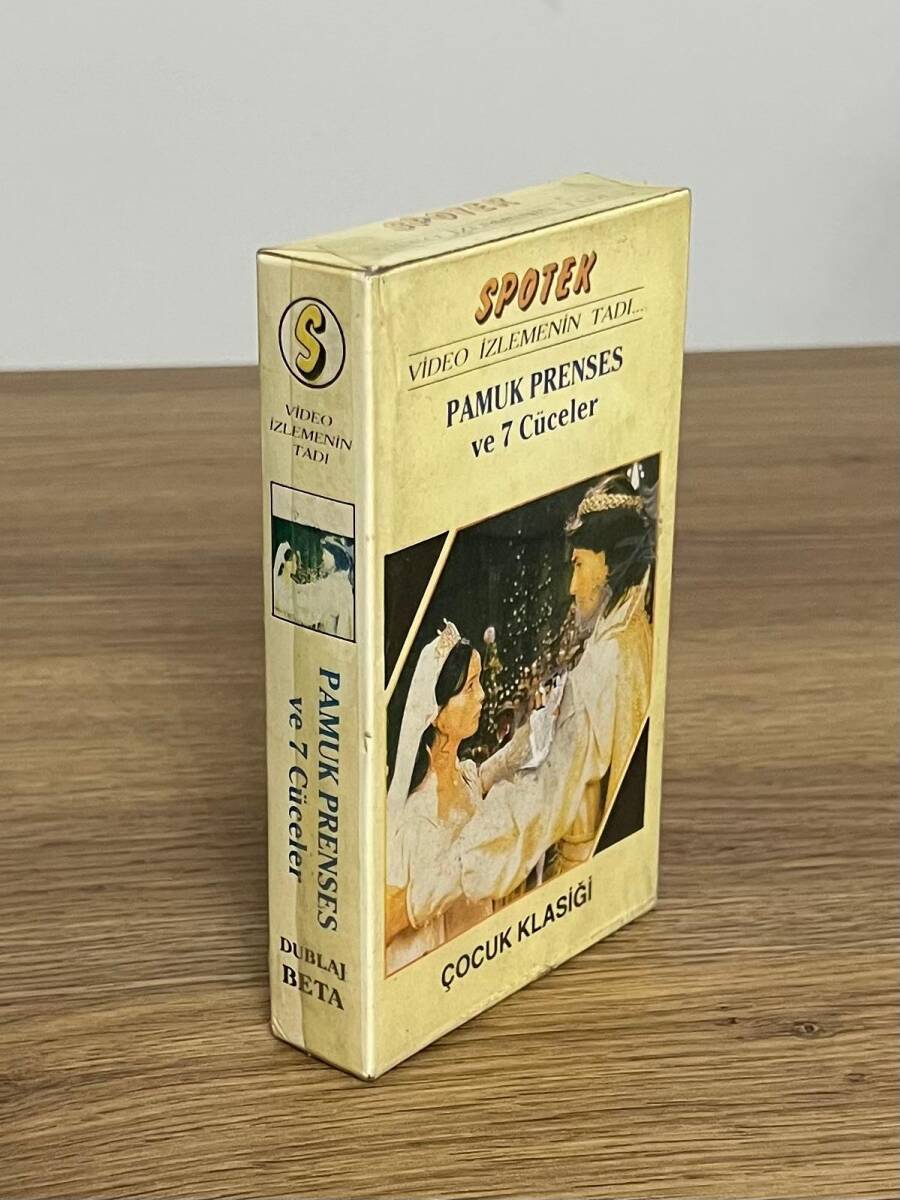 SPOTEK
SPOTEK
VİDEO İZLEMENİN TADI....
PAMUK PRENSES
ve 7 Cüceler
ÇOCUK KLASİĞİ
S
VİDEO
İZLEMENİN
TADI
PAMUK PRENSES
ve 7 Cüceler
DUBLAJ
BETA